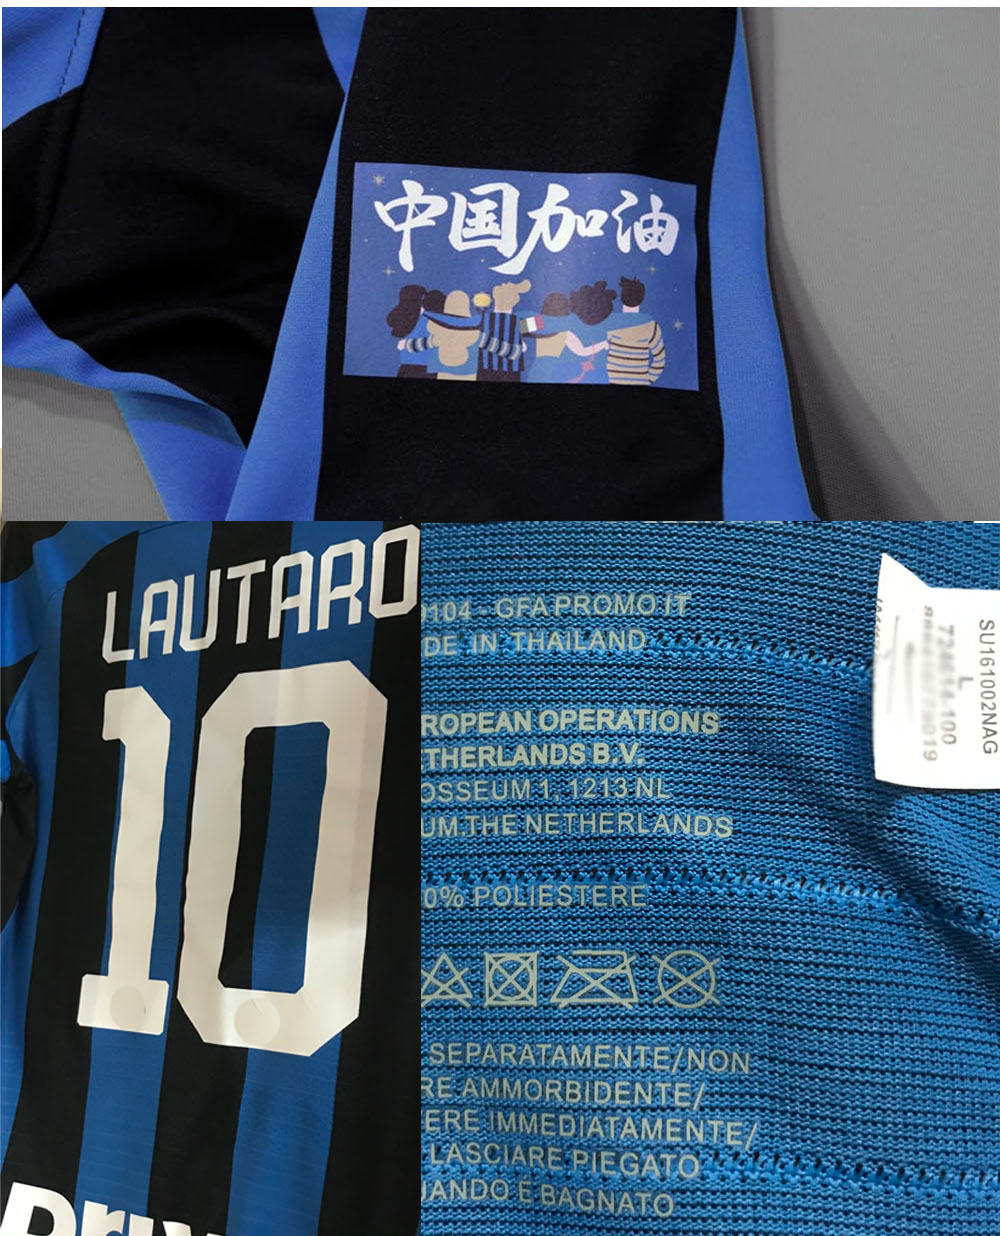 中国加油
LAUTARO
10
0104 - GFA PROMO IT
DE IN THAILAND
ROPEAN OPERATIONS
THERLANDS B.V.
OSSEUM 1, 1213 NL
UM.THE NETHERLANDS
0% POLIESTERE
SEPARATAMENTE/NON
RE AMMORBIDENTE/
ERE IMMEDIATAMENTE/
LASCIARE PIEGATO
UANDO E BAGNATO
SU161002NAG
L